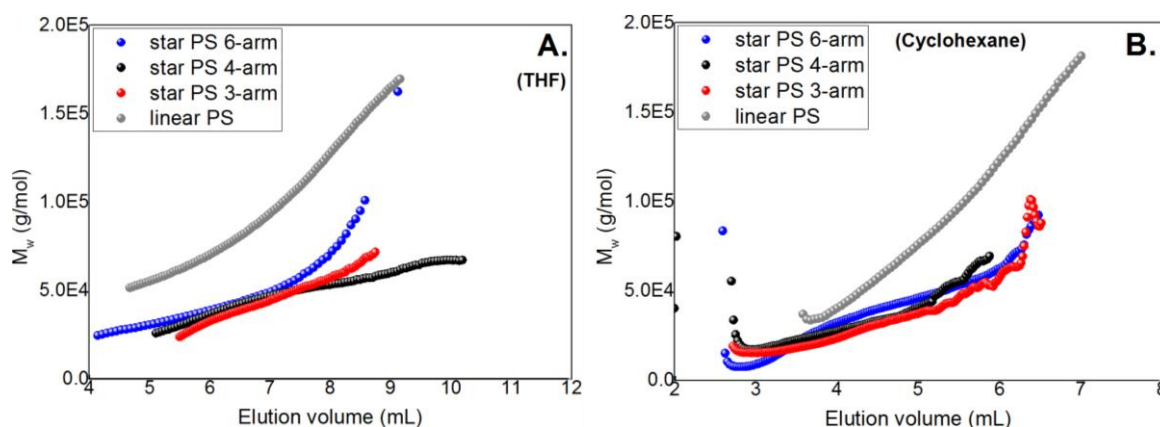 2.0E5
star PS 6-arm
star PS 4-arm
star PS 3-arm
linear PS
A.
(THF)
1.5E5
1.0E5
5.0E4
0.0
4 5 6 7 8 9 10 11 12
Mw (g/mol)
Elution volume (mL)
2.0E5
star PS 6-arm
star PS 4-arm
star PS 3-arm
linear PS
(Cyclohexane)
B.
1.5E5
1.0E5
5.0E4
0.0
2 3 4 5 6 7 8
Mw (g/mol)
Elution volume (mL)